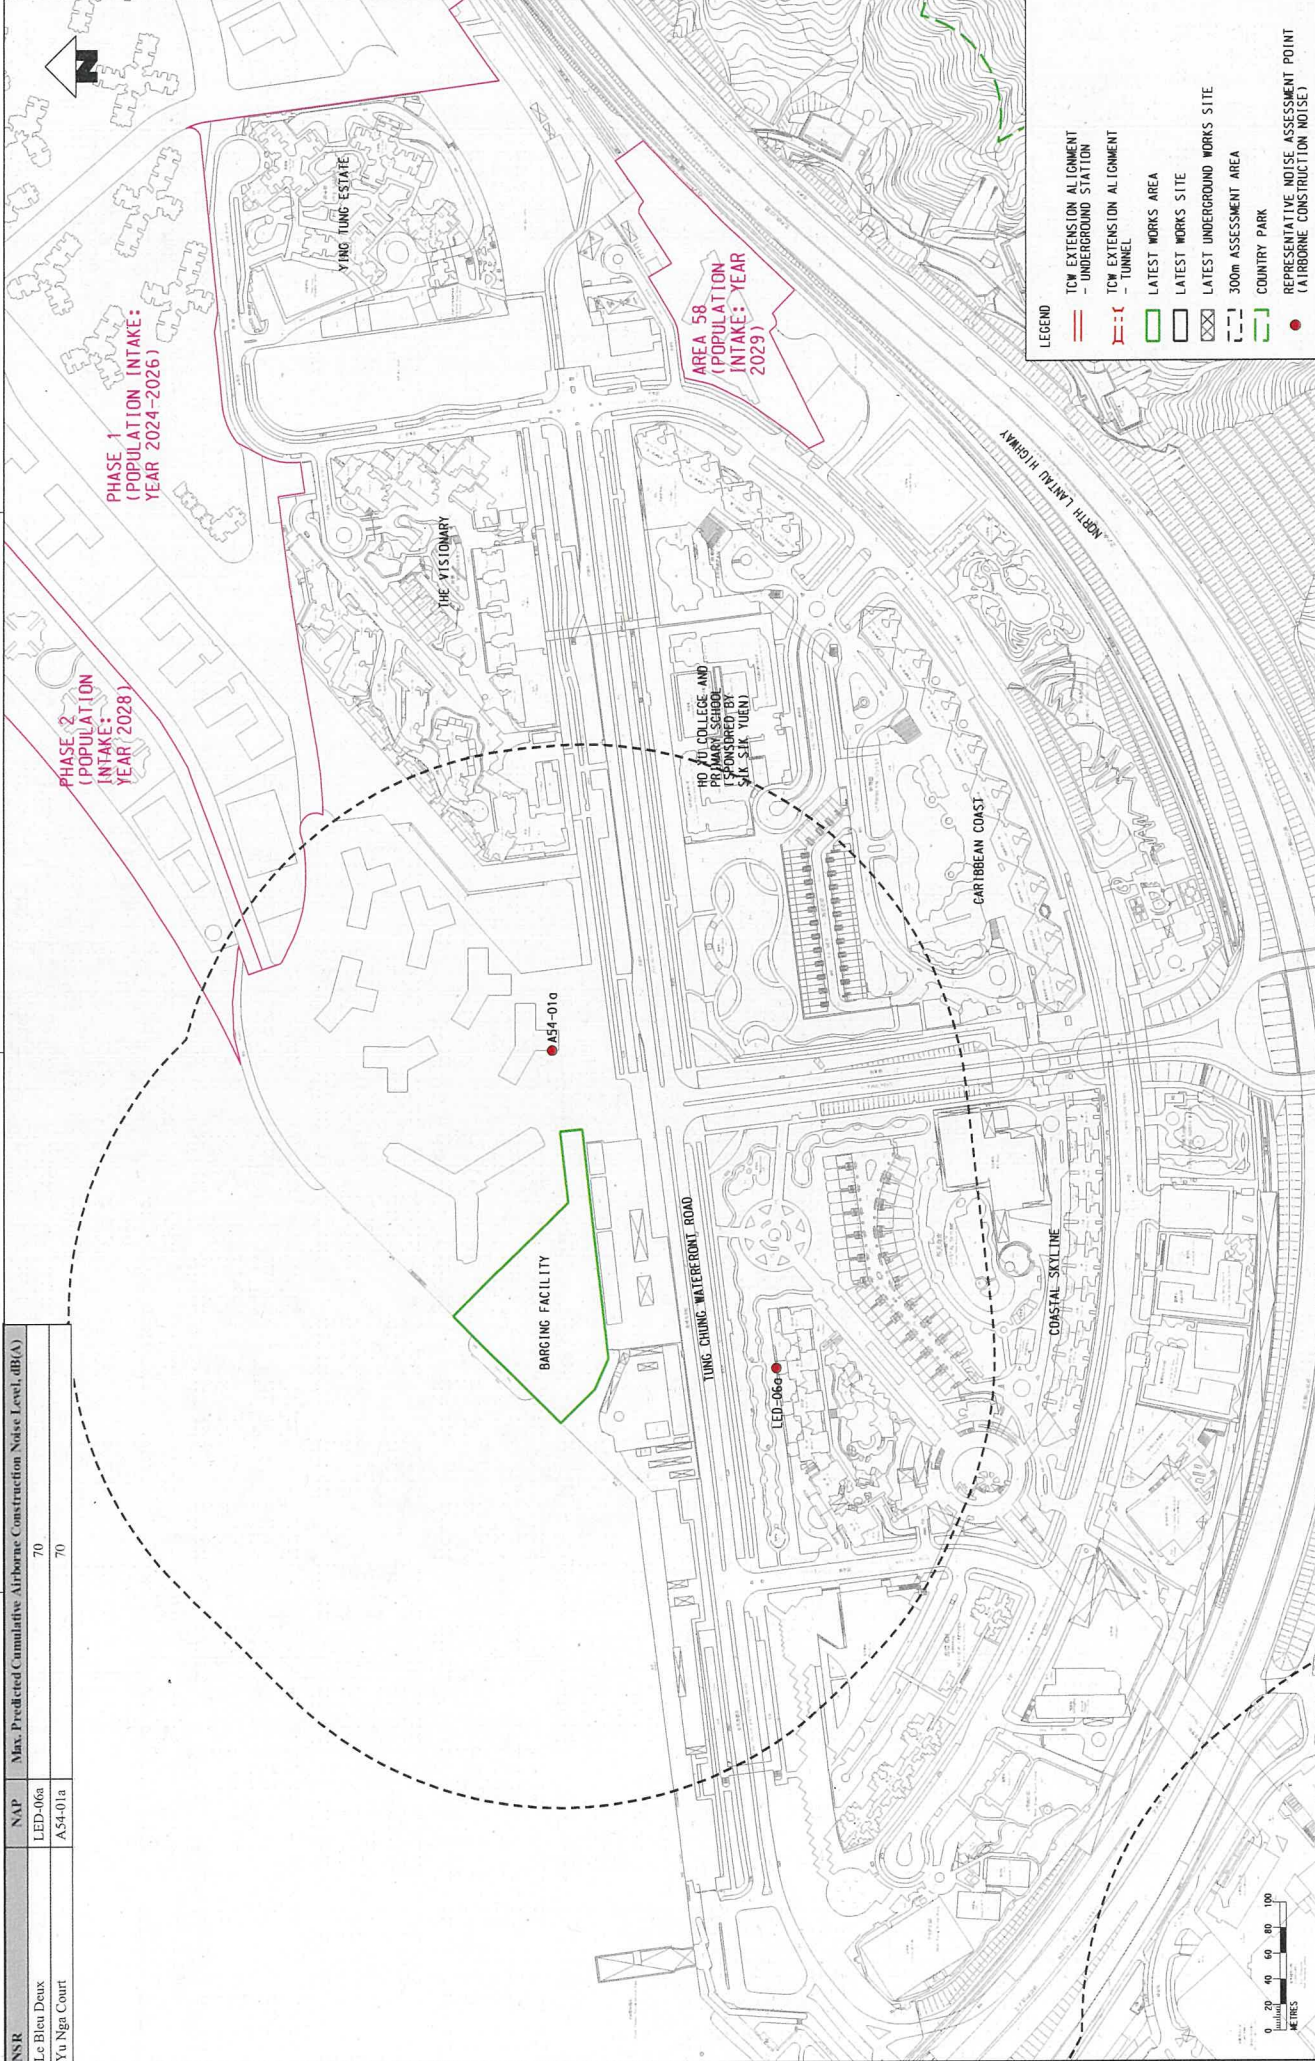 NSR NAP Max. Predicted Cumulative Airborne Construction Noise Level, dB(A)
Le Bleu Deux LED-06a 70
Yu Nga Court A54-01a 70
N
PHASE 2
(POPULATION
INTAKE:
YEAR 2028)
PHASE 1
(POPULATION INTAKE:
YEAR 2024-2026)
YING TUNG ESTATE
THE VISIONARY
AREA 58
(POPULATION
INTAKE: YEAR
2029)
A54-01a
BARGING FACILITY
HO YU COLLEGE AND
PRIMARY SCHOOL
(SPONSORED BY
SIK SIK YUEN)
TUNG CHUNG WATERFRONT ROAD
LED-06a
CARIBBEAN COAST
COASTAL SKYLINE
NORTH LANTAU HIGHWAY
0 20 40 60 80 100
METRES
LEGEND
TCW EXTENSION ALIGNMENT
- UNDERGROUND STATION
TCW EXTENSION ALIGNMENT
- TUNNEL
LATEST WORKS AREA
LATEST WORKS SITE
LATEST UNDERGROUND WORKS SITE
300m ASSESSMENT AREA
COUNTRY PARK
REPRESENTATIVE NOISE ASSESSMENT POINT
(AIRBORNE CONSTRUCTION NOISE)